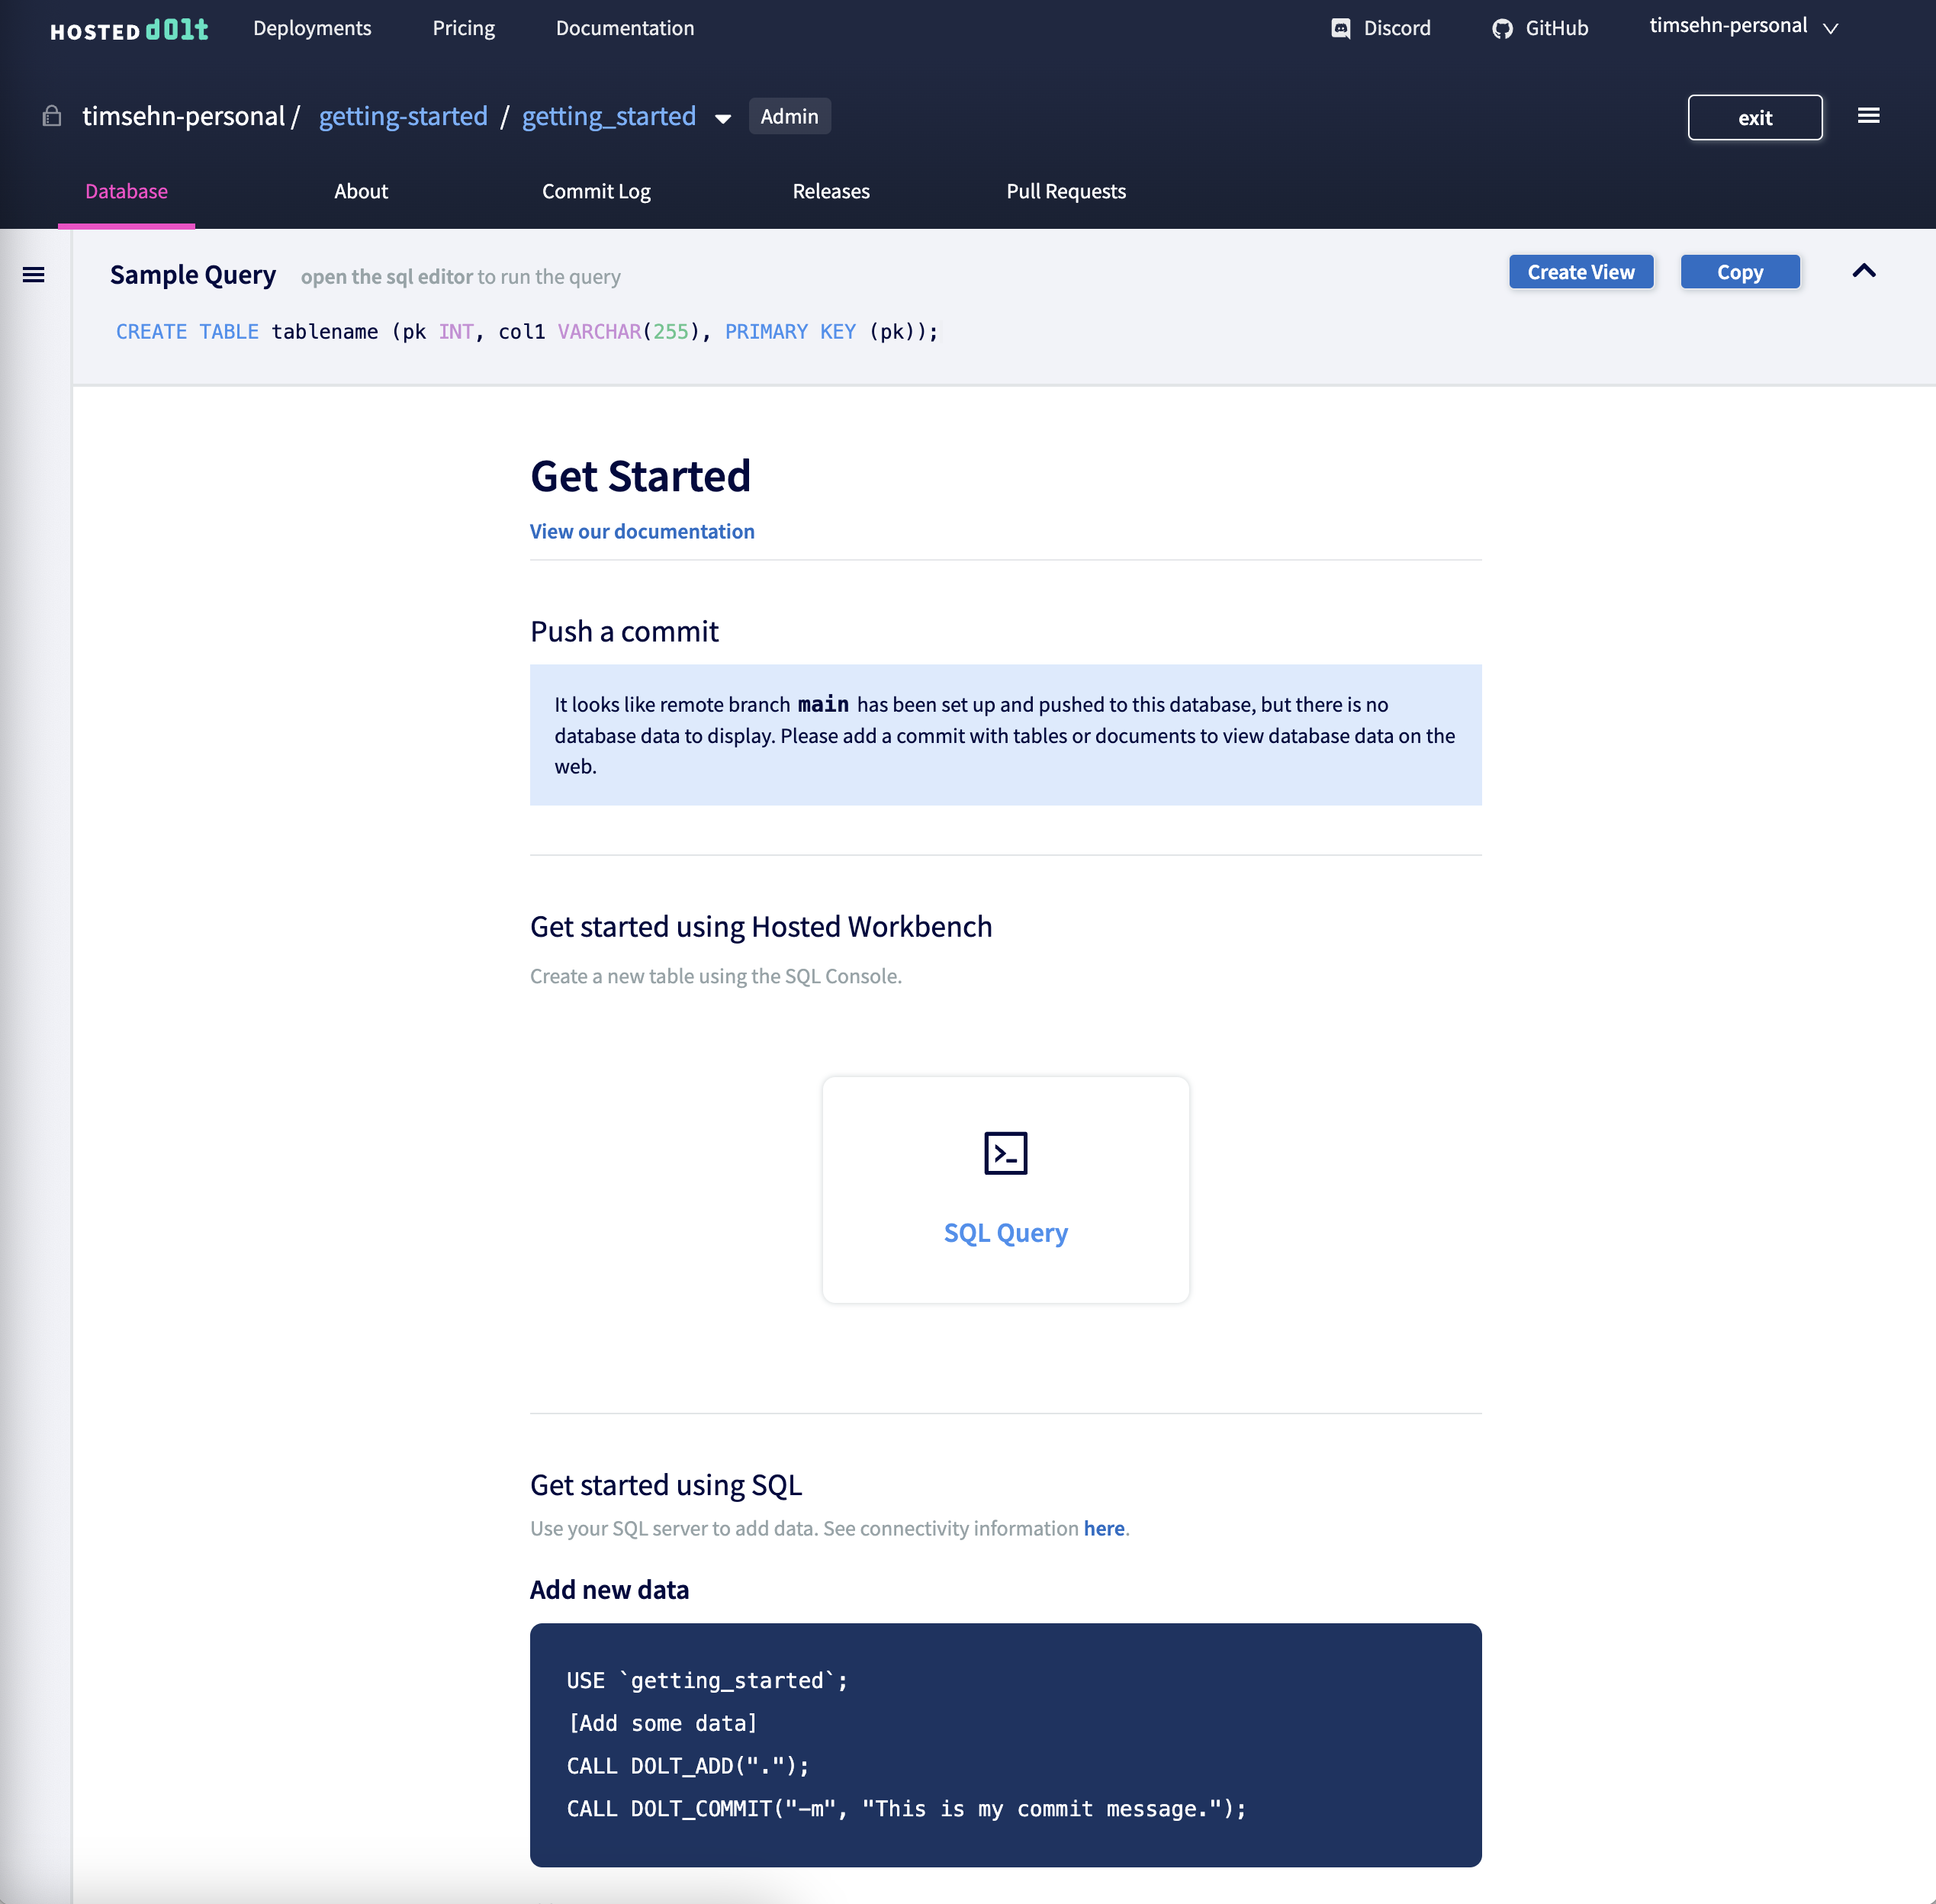 HOSTED dolt Deployments Pricing Documentation Discord GitHub timsehn-personal
timsehn-personal / getting-started / getting_started Admin exit
Database About Commit Log Releases Pull Requests
Sample Query open the sql editor to run the query Create View Copy
CREATE TABLE tablename (pk INT, col1 VARCHAR(255), PRIMARY KEY (pk));
Get Started
View our documentation
Push a commit
It looks like remote branch main has been set up and pushed to this database, but there is no
database data to display. Please add a commit with tables or documents to view database data on the
web.
Get started using Hosted Workbench
Create a new table using the SQL Console.
>_
SQL Query
Get started using SQL
Use your SQL server to add data. See connectivity information here.
Add new data
USE `getting_started`;
[Add some data]
CALL DOLT_ADD(".");
CALL DOLT_COMMIT("-m", "This is my commit message.");